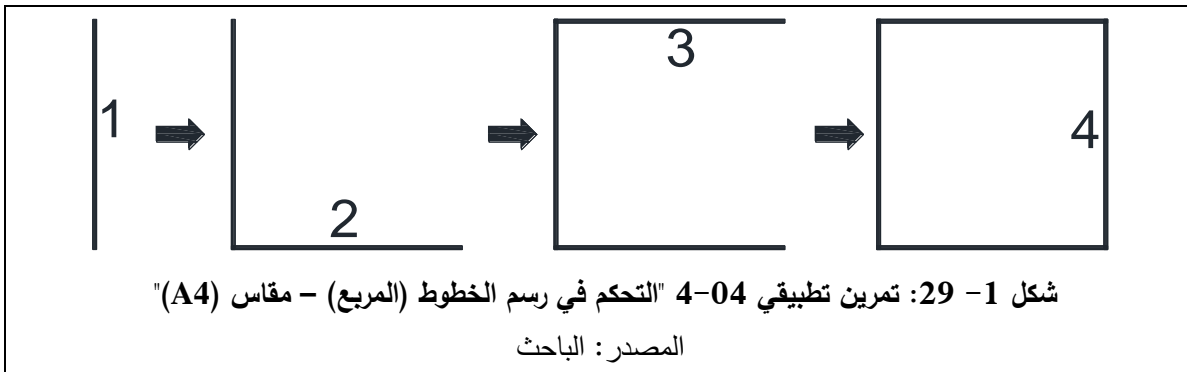 1
2
3
4
شكل 1- 29: تمرين تطبيقي 04-4 "التحكم في رسم الخطوط (المربع) – مقاس (A4)"
المصدر: الباحث